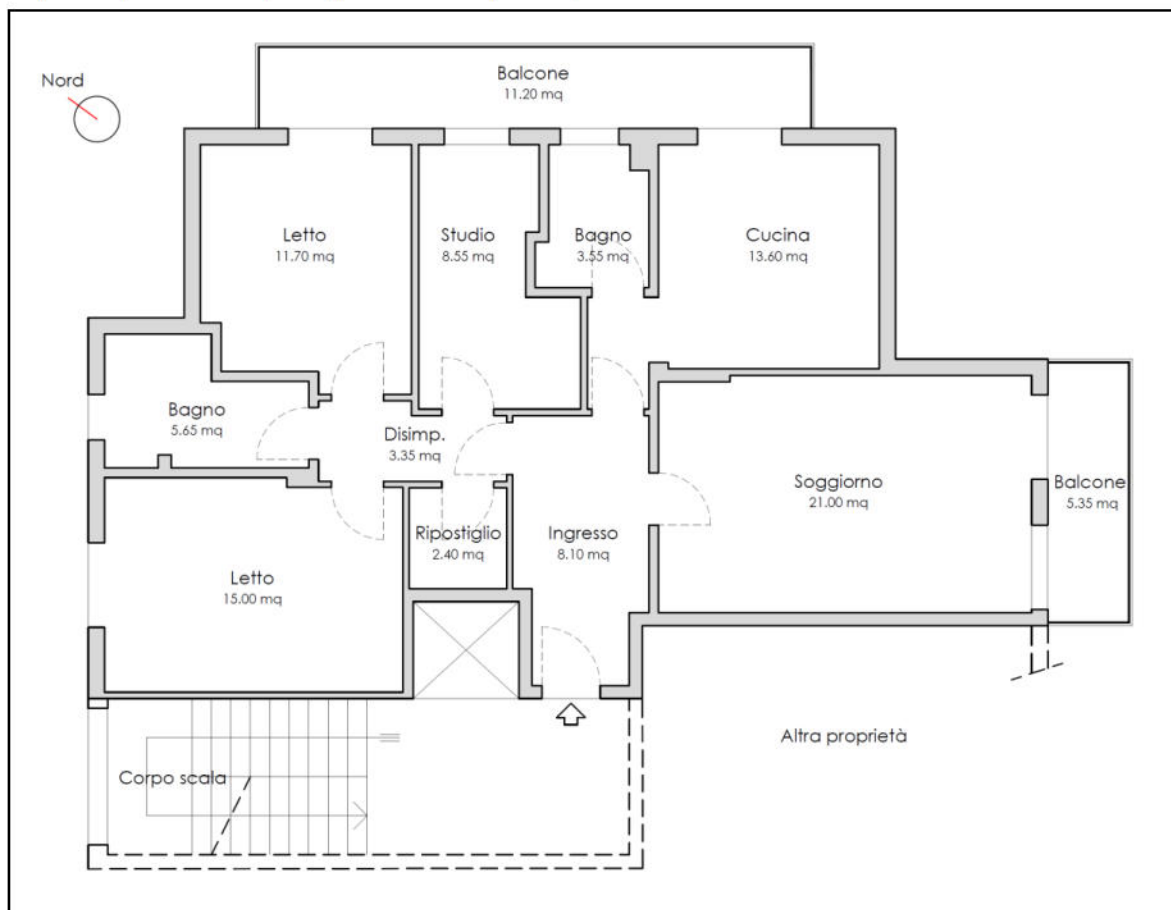 Nord
Balcone
11.20 mq
Letto
11.70 mq
Studio
8.55 mq
Bagno
3.55 mq
Cucina
13.60 mq
Bagno
5.65 mq
Disimp.
3.35 mq
Soggiorno
21.00 mq
Balcone
5.35 mq
Ripostiglio
2.40 mq
Ingresso
8.10 mq
Letto
15.00 mq
Altra proprietà
Corpo scala